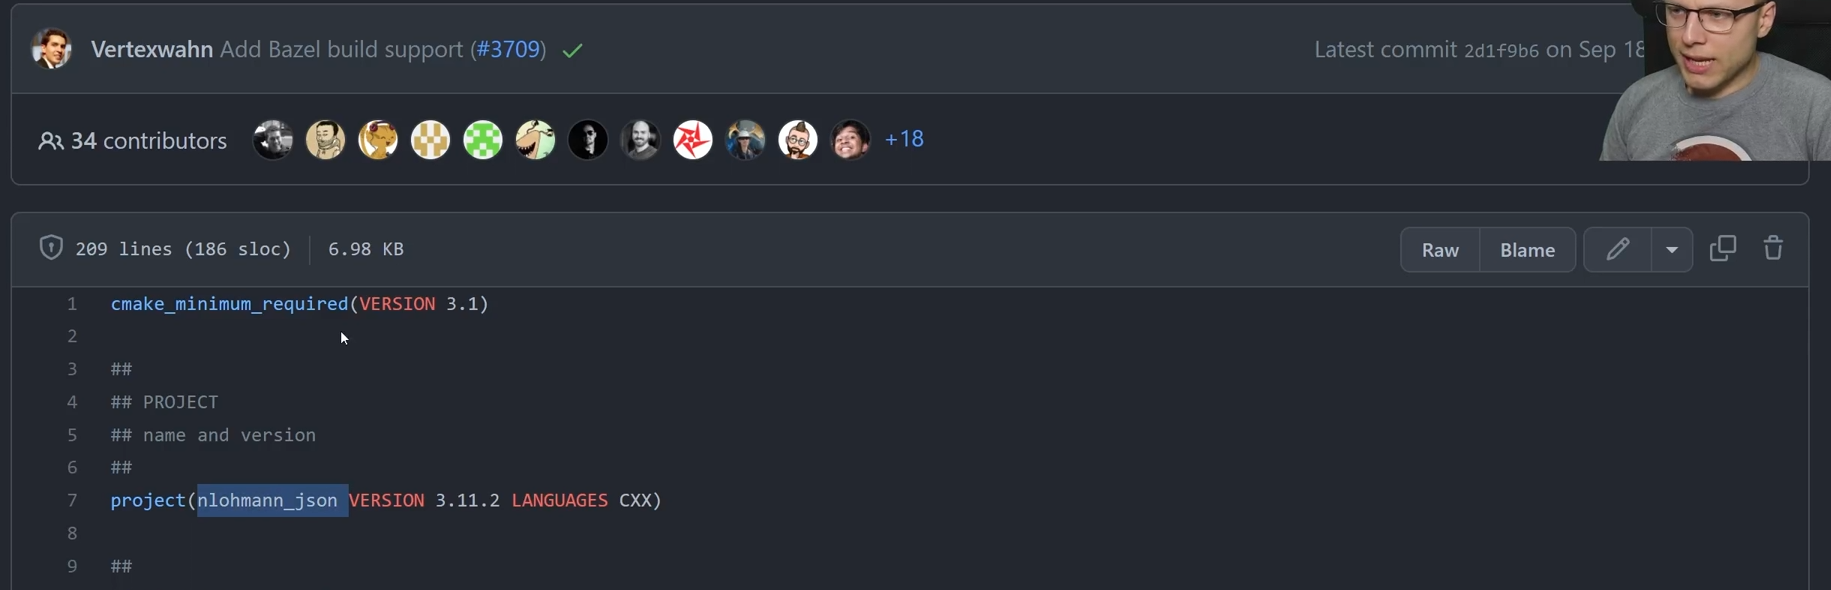 Vertexwahn Add Bazel build support (#3709)
Latest commit 2d1f9b6 on Sep 18
34 contributors
+18
209 lines (186 sloc)
6.98 KB
Raw
Blame
1 cmake_minimum_required(VERSION 3.1)
2
3 ##
4 ## PROJECT
5 ## name and version
6 ##
7 project(nlohmann_json VERSION 3.11.2 LANGUAGES CXX)
8
9 ##